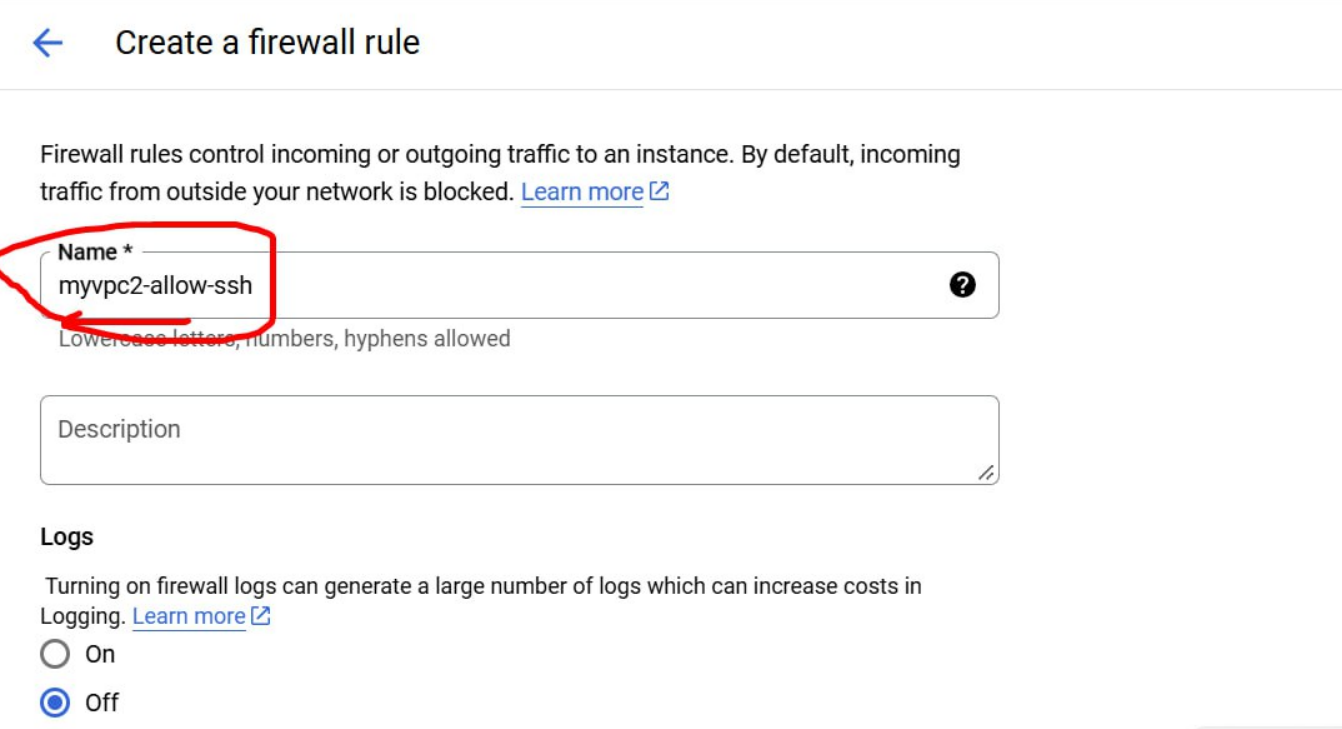 Create a firewall rule
Firewall rules control incoming or outgoing traffic to an instance. By default, incoming
traffic from outside your network is blocked. Learn more
Name *
myvpc2-allow-ssh
Lowercase letters, numbers, hyphens allowed
Description
Logs
Turning on firewall logs can generate a large number of logs which can increase costs in
Logging. Learn more
On
Off